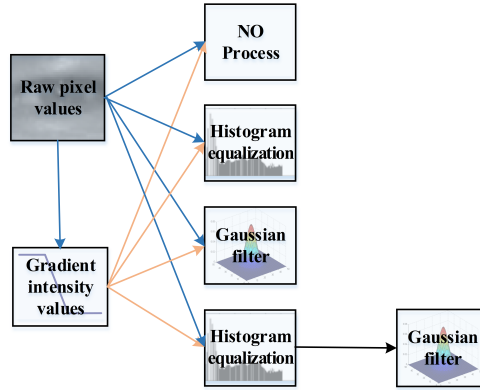 NO
Process
Raw pixel
values
Histogram
equalization
Gaussian
filter
Gradient
intensity
values
Histogram
equalization
Gaussian
filter